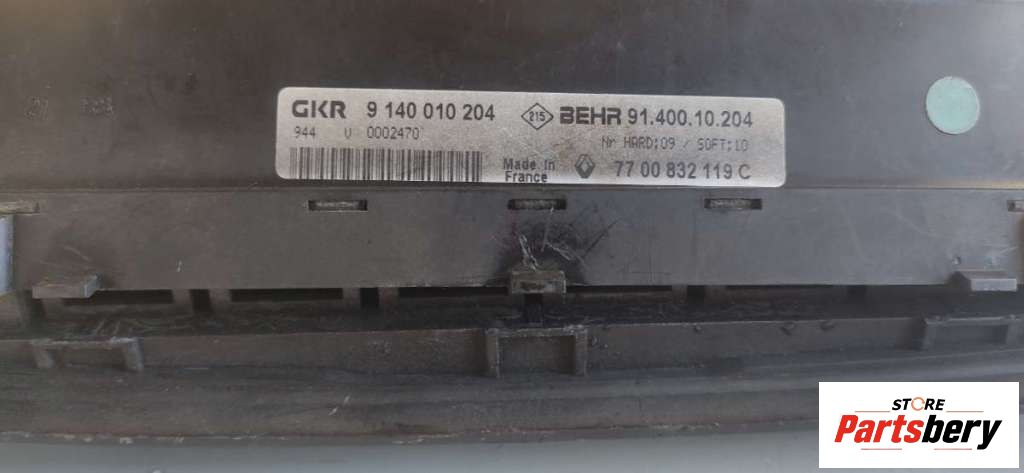 GKR 9 140 010 204 215 BEHR 91.400.10.204
944 V 0002470 Nr HARD:09 / SOFT:10
Made In France 77 00 832 119 C
STORE
Partsbery